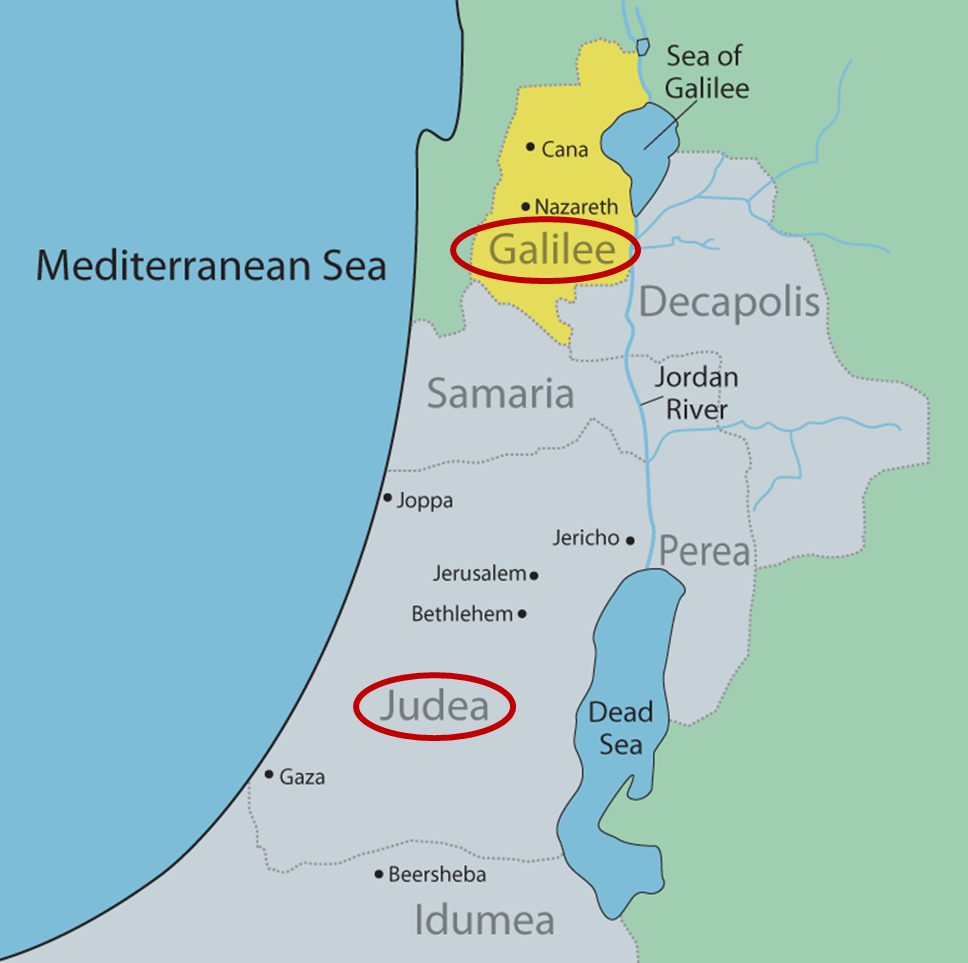 Sea of
Galilee
Cana
Nazareth
Galilee
Mediterranean Sea
Decapolis
Samaria
Jordan
River
Joppa
Jericho
Perea
Jerusalem
Bethlehem
Judea
Dead
Sea
Gaza
Beersheba
Idumea